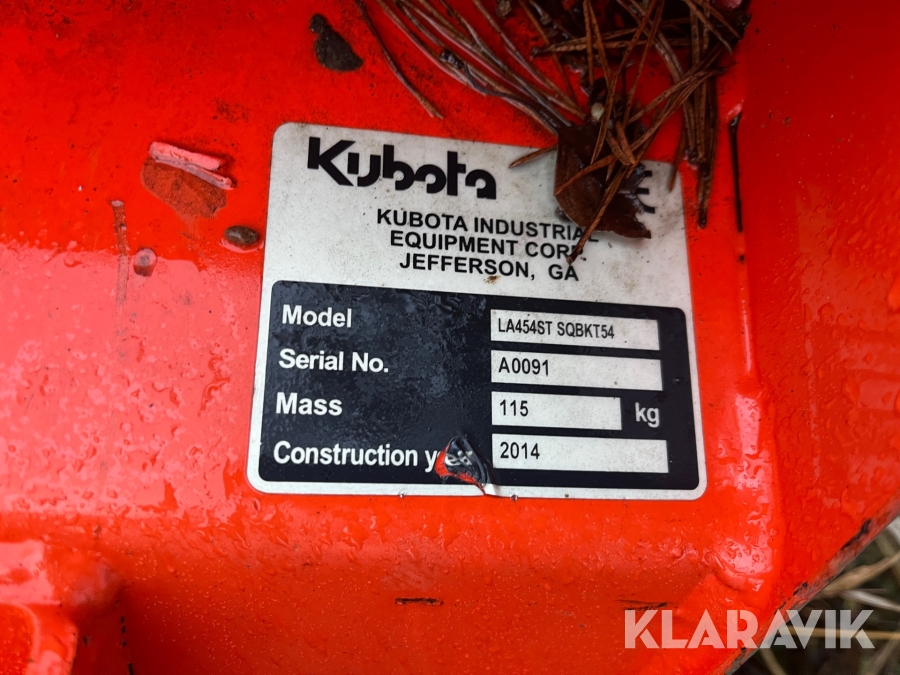 Kubota
KUBOTA INDUSTRIAL
EQUIPMENT CORP.
JEFFERSON, GA
Model LA454ST SQBKT54
Serial No. A0091
Mass 115 kg
Construction 2014
KLARAVIK